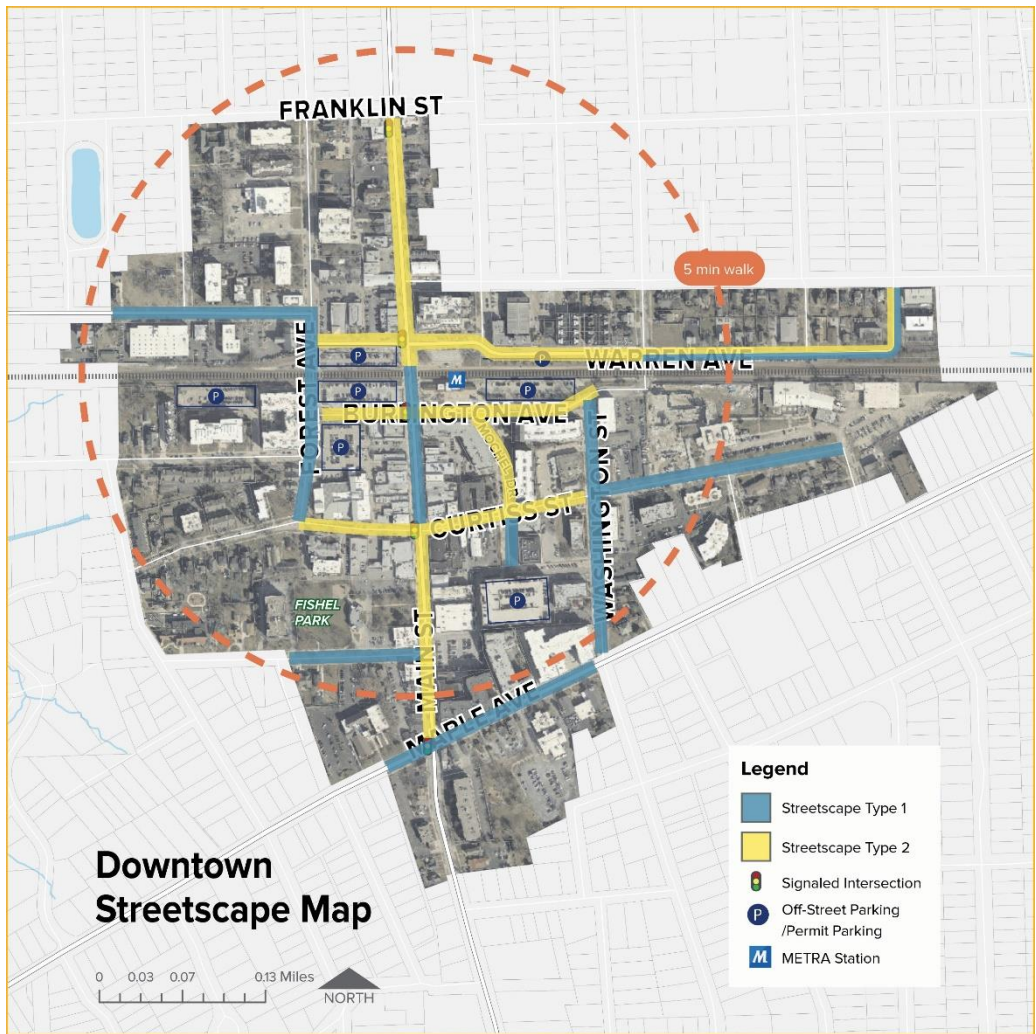 FRANKLIN ST
5 min walk
FOREST AVE
P
P
WARREN AVE
P
P
M
P
BURLINGTON AVE
P
MOCHEL DR
WASHINGTON ST
CURTISS ST
P
FISHEL
PARK
MAIN ST
MAPLE AVE
Legend
Streetscape Type 1
Streetscape Type 2
Signaled Intersection
P Off-Street Parking
/Permit Parking
M METRA Station
Downtown
Streetscape Map
0 0.03 0.07 0.13 Miles
NORTH